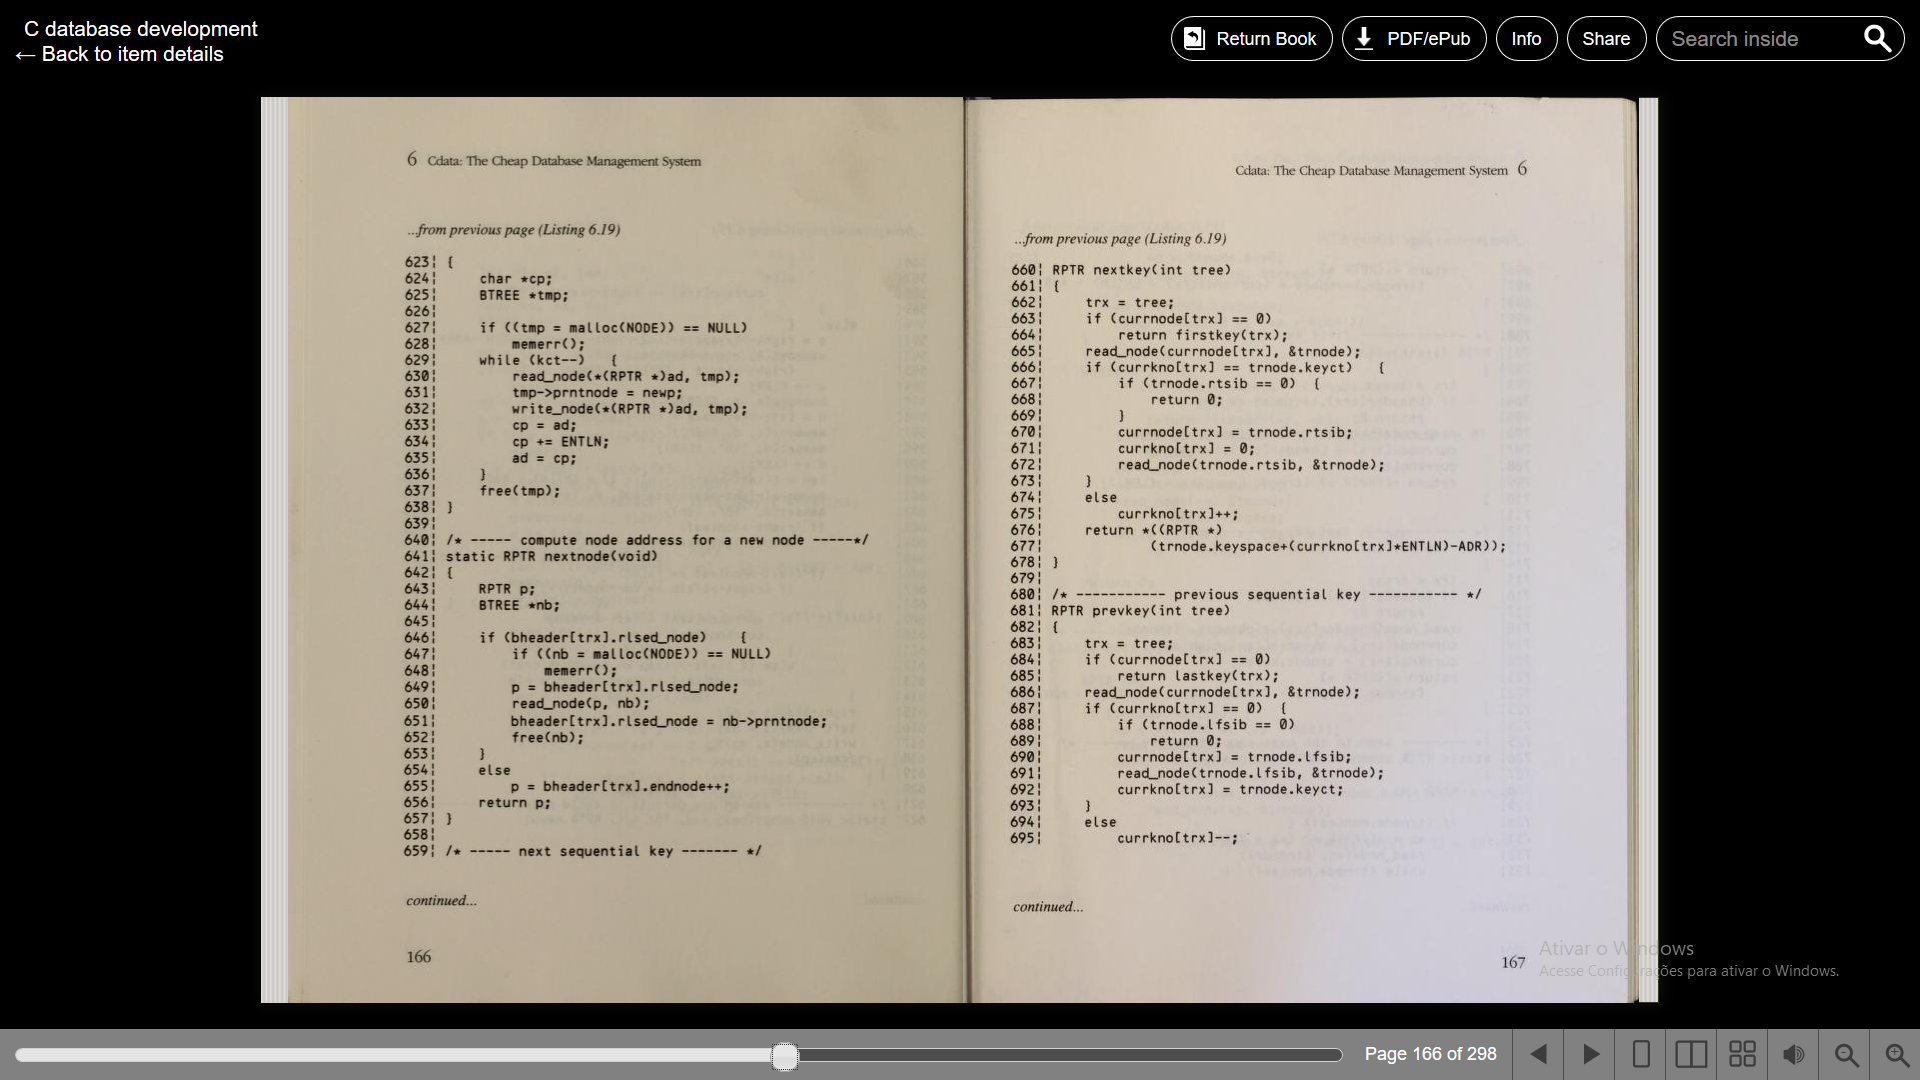 C database development
← Back to item details
Return Book
PDF/ePub
Info
Share
Search inside
6 Cdata: The Cheap Database Management System
...from previous page (Listing 6.19)
623¦ {
624¦     char *cp;
625¦     BTREE *tmp;
626¦
627¦     if ((tmp = malloc(NODE)) == NULL)
628¦         memerr();
629¦     while (kct--)   {
630¦         read_node(*(RPTR *)ad, tmp);
631¦         tmp->prntnode = newp;
632¦         write_node(*(RPTR *)ad, tmp);
633¦         cp = ad;
634¦         cp += ENTLN;
635¦         ad = cp;
636¦     }
637¦     free(tmp);
638¦ }
639¦
640¦ /* ----- compute node address for a new node -----*/
641¦ static RPTR nextnode(void)
642¦ {
643¦     RPTR p;
644¦     BTREE *nb;
645¦
646¦     if (bheader[trx].rlsed_node)    {
647¦         if ((nb = malloc(NODE)) == NULL)
648¦             memerr();
649¦         p = bheader[trx].rlsed_node;
650¦         read_node(p, nb);
651¦         bheader[trx].rlsed_node = nb->prntnode;
652¦         free(nb);
653¦     }
654¦     else
655¦         p = bheader[trx].endnode++;
656¦     return p;
657¦ }
658¦
659¦ /* ----- next sequential key ------- */
continued...
166
Cdata: The Cheap Database Management System 6
...from previous page (Listing 6.19)
660¦ RPTR nextkey(int tree)
661¦ {
662¦     trx = tree;
663¦     if (currnode[trx] == 0)
664¦         return firstkey(trx);
665¦     read_node(currnode[trx], &trnode);
666¦     if (currkno[trx] == trnode.keyct)   {
667¦         if (trnode.rtsib == 0)  {
668¦             return 0;
669¦         }
670¦         currnode[trx] = trnode.rtsib;
671¦         currkno[trx] = 0;
672¦         read_node(trnode.rtsib, &trnode);
673¦     }
674¦     else
675¦         currkno[trx]++;
676¦     return *((RPTR *)
677¦             (trnode.keyspace+(currkno[trx]*ENTLN)-ADR));
678¦ }
679¦
680¦ /* ----------- previous sequential key ----------- */
681¦ RPTR prevkey(int tree)
682¦ {
683¦     trx = tree;
684¦     if (currnode[trx] == 0)
685¦         return lastkey(trx);
686¦     read_node(currnode[trx], &trnode);
687¦     if (currkno[trx] == 0)  {
688¦         if (trnode.lfsib == 0)
689¦             return 0;
690¦         currnode[trx] = trnode.lfsib;
691¦         read_node(trnode.lfsib, &trnode);
692¦         currkno[trx] = trnode.keyct;
693¦     }
694¦     else
695¦         currkno[trx]--;
continued...
167
Ativar o Windows
Acesse Configurações para ativar o Windows.
Page 166 of 298